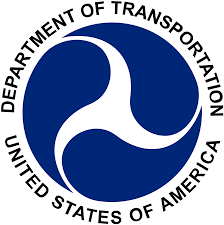 DEPARTMENT OF TRANSPORTATION
UNITED STATES OF AMERICA